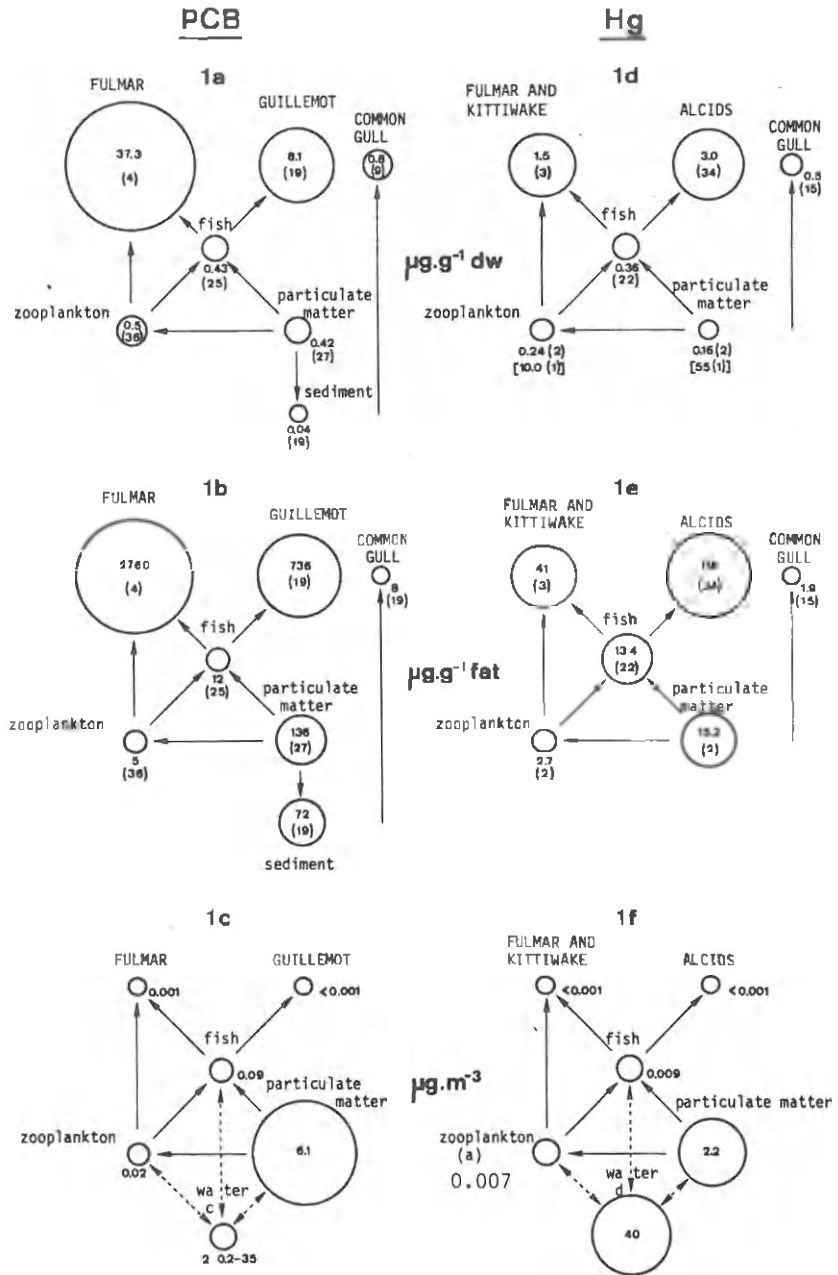 PCB
Hg
1a
FULMAR
GUILLEMOT
COMMON
GULL
37.3
(4)
8.1
(19)
0.8
(9)
fish
0.43
(25)
zooplankton
0.5
(36)
particulate
matter
0.42
(27)
sediment
0.04
(19)
1d
FULMAR AND
KITTIWAKE
ALCIDS
COMMON
GULL
1.5
(3)
3.0
(34)
0.5
(15)
fish
0.36
(22)
zooplankton
0.24 (2)
[10.0 (1)]
particulate
matter
0.16 (2)
[55 (1)]
µg.g⁻¹ dw
1b
FULMAR
GUILLEMOT
COMMON
GULL
2760
(4)
736
(19)
8
(19)
fish
12
(25)
zooplankton
5
(36)
particulate
matter
136
(27)
72
(19)
sediment
1e
FULMAR AND
KITTIWAKE
ALCIDS
COMMON
GULL
41
(3)
(34)
1.9
(15)
fish
13.4
(22)
zooplankton
2.7
(2)
particulate
matter
15.2
(2)
µg.g⁻¹ fat
1c
FULMAR
GUILLEMOT
0.001
<0.001
fish
0.09
zooplankton
0.02
particulate
matter
6.1
water
c
2 0.2-35
1f
FULMAR AND
KITTIWAKE
ALCIDS
<0.001
<0.001
fish
0.009
zooplankton
(a)
0.007
particulate matter
2.2
water
d
40
µg.m⁻³